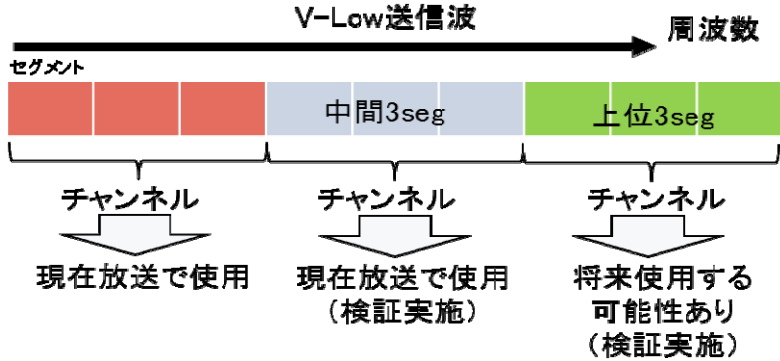 V-Low送信波
周波数
セグメント
中間3seg
上位3seg
チャンネル
チャンネル
チャンネル
現在放送で使用
現在放送で使用
(検証実施)
将来使用する
可能性あり
(検証実施)